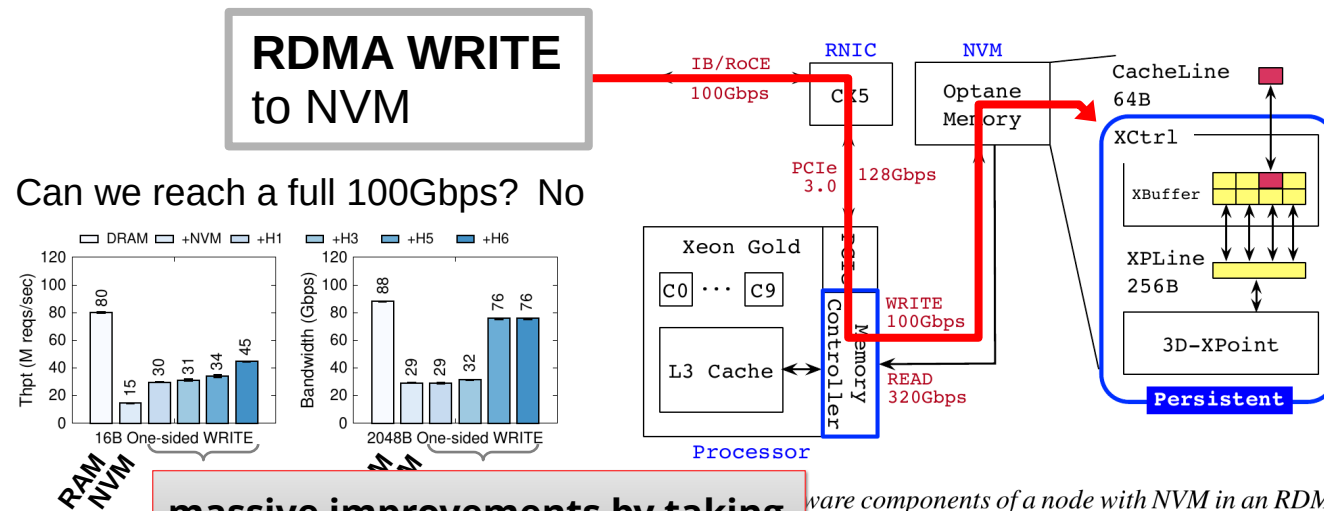 RDMA WRITE
to NVM
Can we reach a full 100Gbps? No
DRAM +NVM +H1 +H3 +H5 +H6
Thpt (M reqs/sec)
120
100
80
60
40
20
0
80
15
30
31
34
45
16B One-sided WRITE
RAM
NVM
Bandwidth (Gbps)
120
100
80
60
40
20
0
88
29
29
32
76
76
2048B One-sided WRITE
massive improvements by taking
IB/RoCE
100Gbps
RNIC
CX5
NVM
Optane
Memory
PCIe
3.0
128Gbps
Xeon Gold
C0 ... C9
L3 Cache
Memory
Controller
WRITE
100Gbps
READ
320Gbps
Processor
CacheLine
64B
XCtrl
XBuffer
XPLine
256B
3D-XPoint
Persistent
ware components of a node with NVM in an RDM